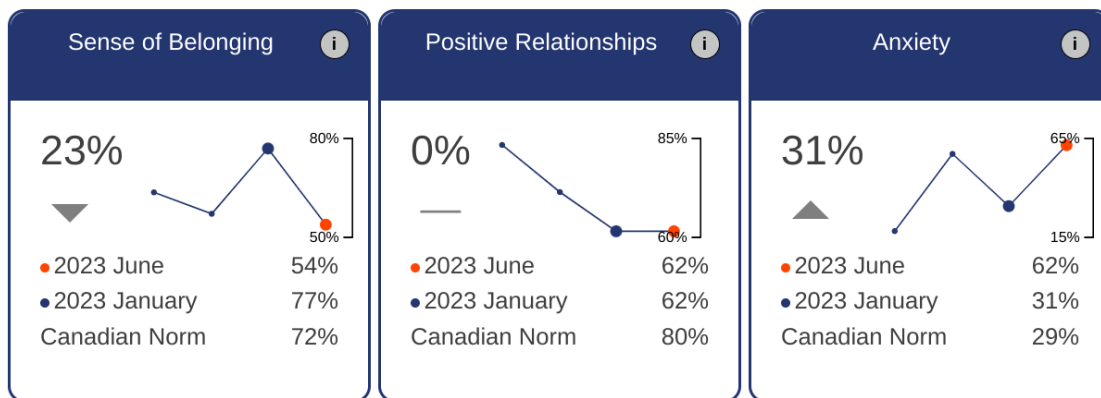 Sense of Belonging i
23%
80%
50%
2023 June 54%
2023 January 77%
Canadian Norm 72%
Positive Relationships i
0%
85%
60%
2023 June 62%
2023 January 62%
Canadian Norm 80%
Anxiety i
31%
65%
15%
2023 June 62%
2023 January 31%
Canadian Norm 29%